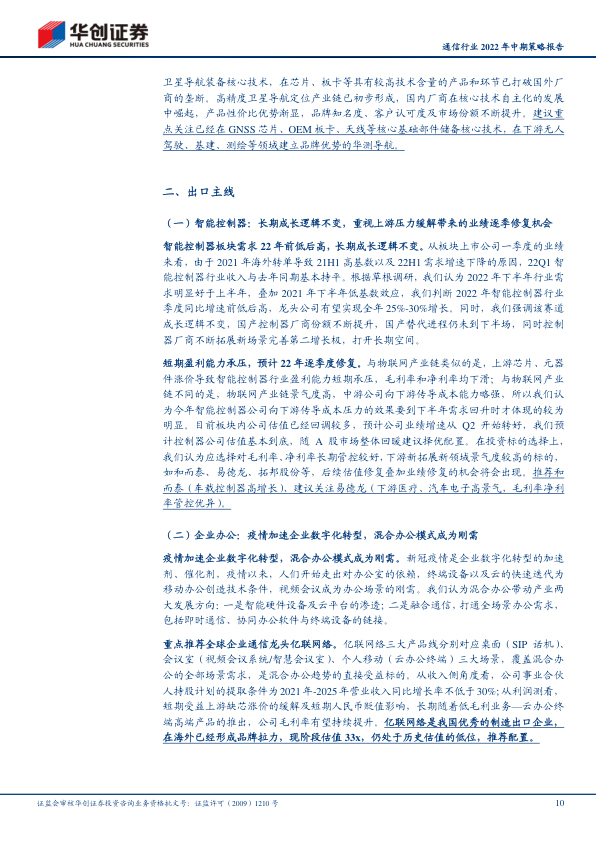 华创证券
HUA CHUANG SECURITIES
通信行业 2022 年中期策略报告
卫星导航装备核心技术，在芯片，板卡等具有较高技术含量的产品和环节已打破国外厂
商的垄断。高精度卫星导航定位产业链已初步形成，国内厂商在核心技术自主化的发展
中崛起，产品性价比优势渐显，品牌知名度、客户认可度及市场份额不断提升。建议重
点关注已经在 GNSS 芯片、OEM 板卡、天线等核心基础部件储备核心技术，在下游无人
驾驶、基建、测绘等领域建立品牌优势的华测导航。
二、出口主线
（一）智能控制器：长期成长逻辑不变，重视上游压力缓解带来的业绩逐季修复机会
智能控制器板块需求 22 年前低后高，长期成长逻辑不变。从板块上市公司一季度的业绩
来看，由于 2021 年海外转单导致 21H1 高基数以及 22H1 需求增速下降的原因，22Q1 智
能控制器行业收入与去年同期基本持平。根据草根调研，我们认为 2022 年下半年行业需
求明显好于上半年，叠加 2021 年下半年低基数效应，我们判断 2022 年智能控制器行业
季度同比增速前低后高，龙头公司有望实现全年 25%-30%增长。同时，我们强调该赛道
成长逻辑不变，国产控制器厂商份额不断提升，国产替代进程仍未到下半场，同时控制
器厂商不断拓展新场景完善第二增长极，打开长期空间。
短期盈利能力承压，预计 22 年逐季度修复。与物联网产业链类似的是，上游芯片、元器
件涨价导致智能控制器行业盈利能力短期承压，毛利率和净利率均下滑；与物联网产业
链不同的是，物联网产业链景气度高，中游公司向下游传导成本能力略强，所以我们认
为今年智能控制器公司向下游传导成本压力的效果要到下半年需求回升时才体现的较为
明显。目前板块内公司估值已经回调较多，预计公司业绩增速从 Q2 开始转好，我们预
计控制器公司估值基本到底，随 A 股市场整体回暖建议择优配置。在投资标的选择上，
我们认为应选择对毛利率、净利率长期管控较好，下游新拓展新领域景气度较高的标的，
如和而泰、易德龙、拓邦股份等，后续估值修复叠加业绩修复的机会将会出现。推荐和
而泰（车载控制器高增长）、建议关注易德龙（下游医疗、汽车电子高景气，毛利率净利
率管控优异）。
（二）企业办公：疫情加速企业数字化转型，混合办公模式成为刚需
疫情加速企业数字化转型，混合办公模式成为刚需。新冠疫情是企业数字化转型的加速
剂、催化剂，疫情以来，人们开始走出对办公室的依赖，终端设备以及云的快速迭代为
移动办公创造技术条件，视频会议成为办公场景的刚需。我们认为混合办公带动产业两
大发展方向：一是智能硬件设备及云平台的渗透；二是融合通信，打通全场景办公需求，
包括即时通信、协同办公软件与终端设备的链接。
重点推荐全球企业通信龙头亿联网络。亿联网络三大产品线分别对应桌面（SIP 话机）、
会议室（视频会议系统/智慧会议室）、个人移动（云办公终端）三大场景，覆盖混合办
公的全部场景需求，是混合办公趋势的直接受益标的。从收入侧角度看，公司事业合伙
人持股计划的提取条件为 2021 年-2025 年营业收入同比增长率不低于 30%；从利润测看，
短期受益上游缺芯涨价的缓解及短期人民币贬值影响，长期随着低毛利业务—云办公终
端高端产品的推出，公司毛利率有望持续提升。亿联网络是我国优秀的制造出口企业，
在海外已经形成品牌拉力，现阶段估值 33x，仍处于历史估值的低位，推荐配置。
证监会审核华创证券投资咨询业务资格批文号：证监许可（2009）1210 号
10